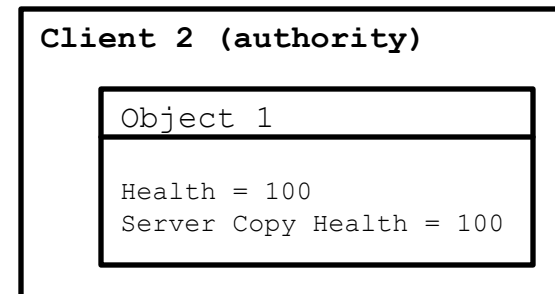 Client 2 (authority)
Object 1
Health = 100
Server Copy Health = 100